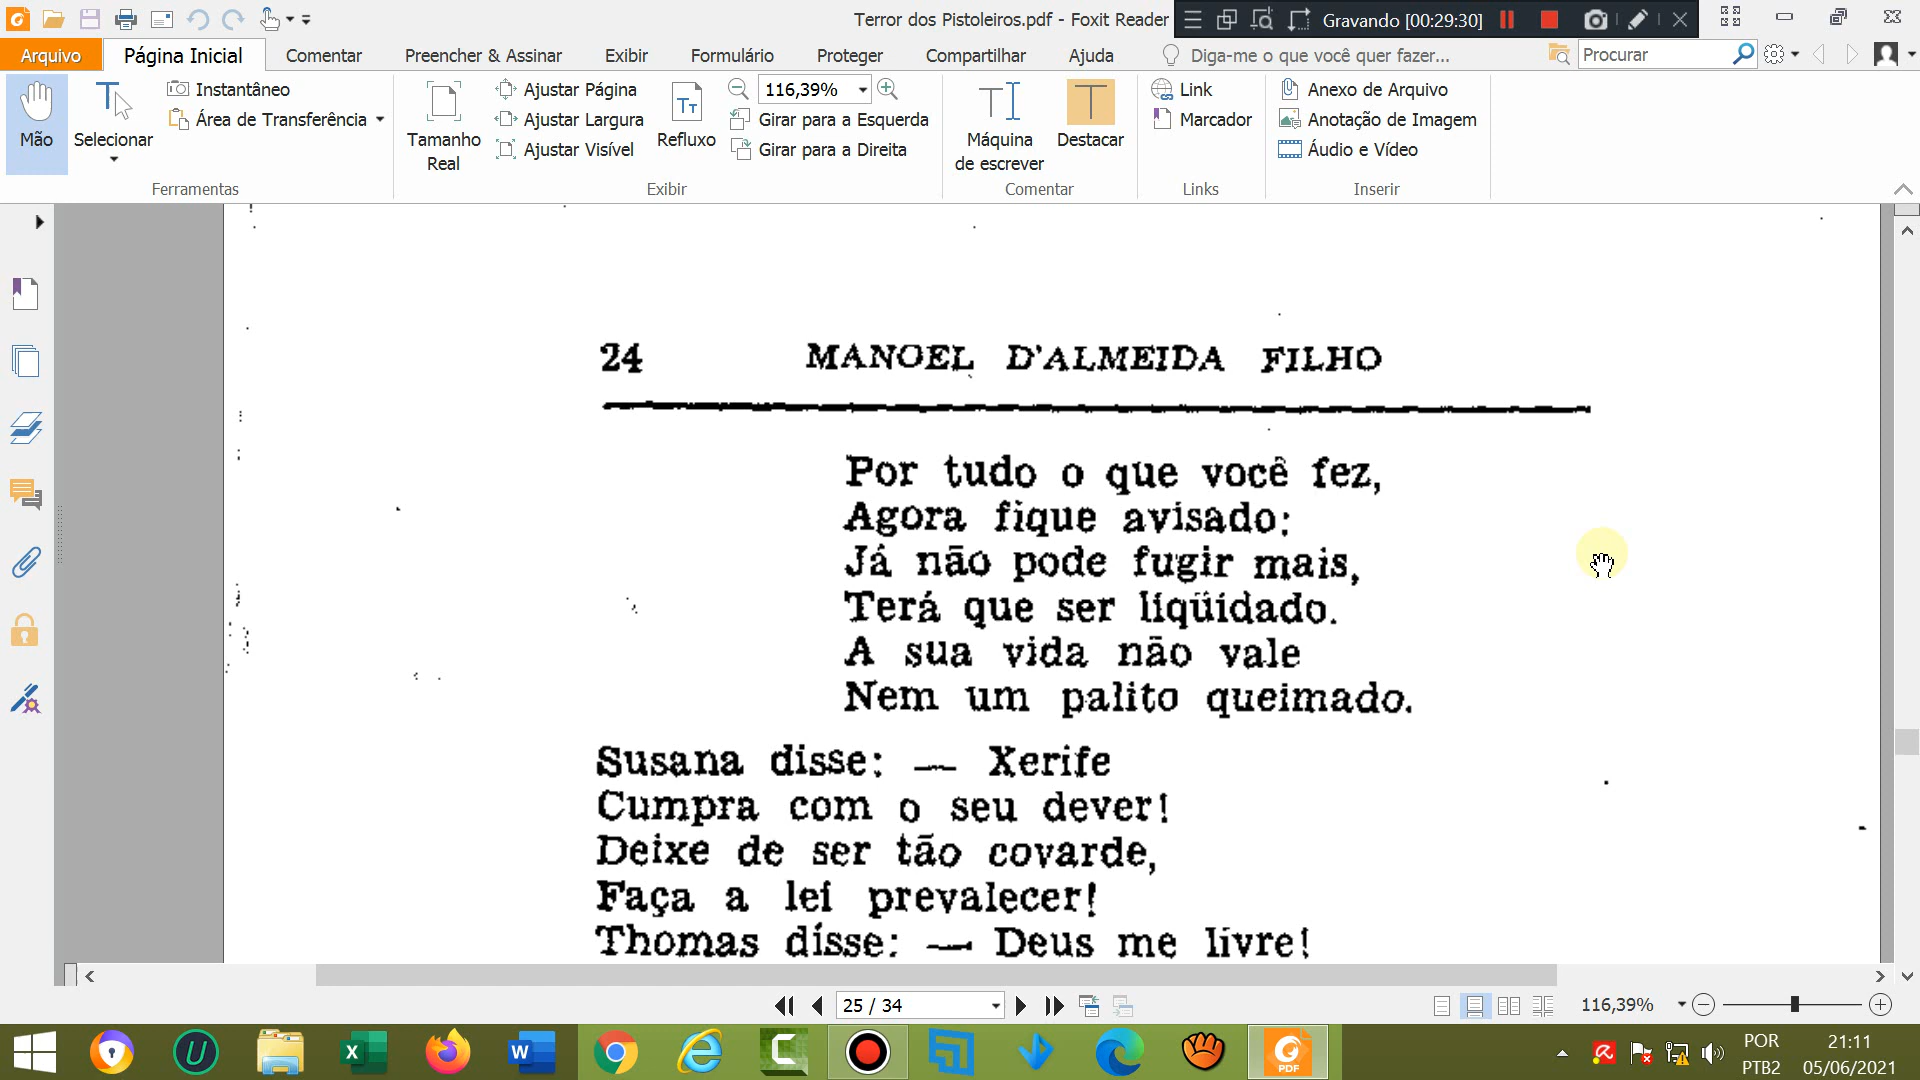 Terror dos Pistoleiros.pdf - Foxit Reader
Gravando [00:29:30]
Arquivo
Página Inicial
Comentar
Preencher & Assinar
Exibir
Formulário
Proteger
Compartilhar
Ajuda
Diga-me o que você quer fazer...
Procurar
Mão
Selecionar
Instantâneo
Área de Transferência
Ferramentas
Tamanho
Real
Ajustar Página
Ajustar Largura
Ajustar Visível
Refluxo
116,39%
Girar para a Esquerda
Girar para a Direita
Exibir
Máquina
de escrever
Destacar
Comentar
Link
Marcador
Links
Anexo de Arquivo
Anotação de Imagem
Áudio e Vídeo
Inserir
24 MANOEL D'ALMEIDA FILHO
Por tudo o que você fez,
Agora fique avisado;
Já não pode fugir mais,
Terá que ser liqüidado.
A sua vida não vale
Nem um palito queimado.
Susana disse: — Xerife
Cumpra com o seu dever!
Deixe de ser tão covarde,
Faça a lei prevalecer!
Thomas disse: — Deus me livre!
25 / 34
116,39%
POR
PTB2
21:11
05/06/2021